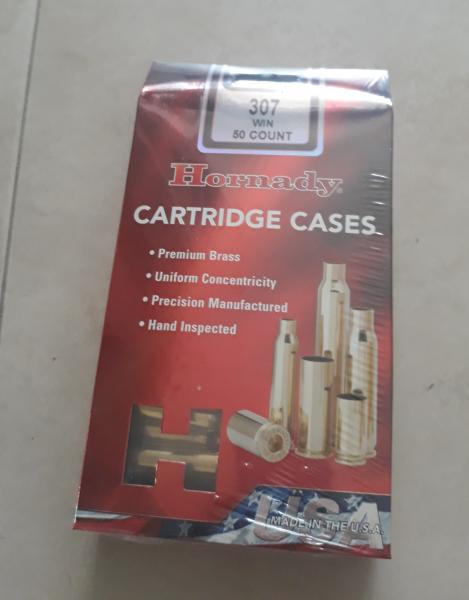 307
WIN
50 COUNT
Hornady®
CARTRIDGE CASES
• Premium Brass
• Uniform Concentricity
• Precision Manufactured
• Hand Inspected
H
USA
MADE IN THE U.S.A.